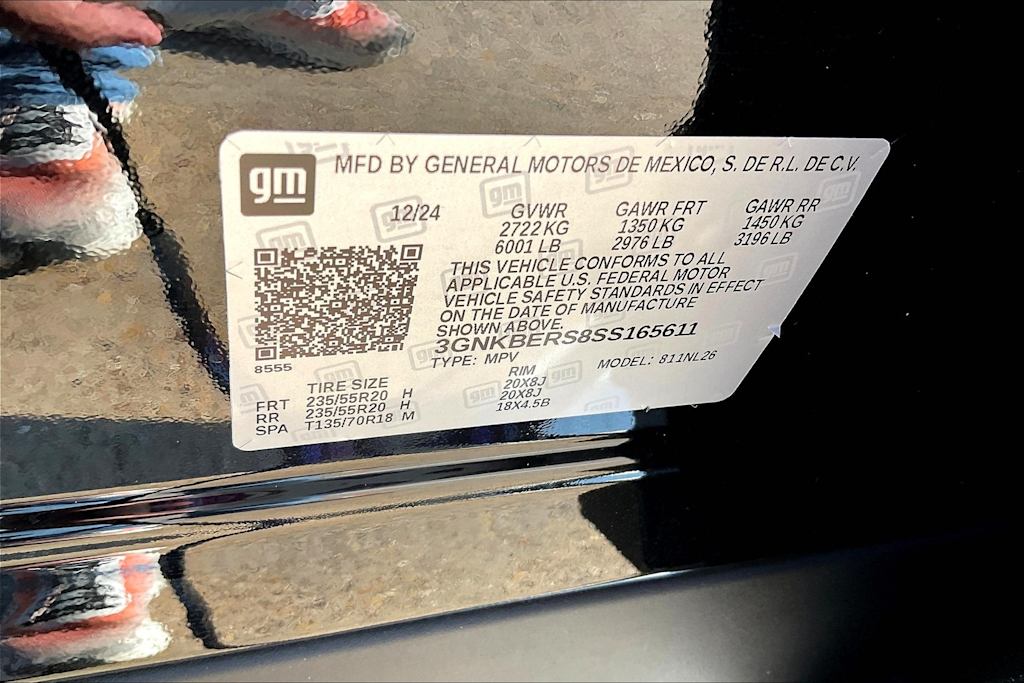 gm MFD BY GENERAL MOTORS DE MEXICO, S. DE R.L. DE C.V.
12/24 GVWR GAWR FRT GAWR RR
2722 KG 1350 KG 1450 KG
6001 LB 2976 LB 3196 LB
THIS VEHICLE CONFORMS TO ALL
APPLICABLE U.S. FEDERAL MOTOR
VEHICLE SAFETY STANDARDS IN EFFECT
ON THE DATE OF MANUFACTURE
SHOWN ABOVE.
3GNKBERS8SS165611
8555 TYPE: MPV MODEL: 811NL26
TIRE SIZE RIM
FRT 235/55R20 H 20X8J
RR 235/55R20 H 20X8J
SPA T135/70R18 M 18X4.5B